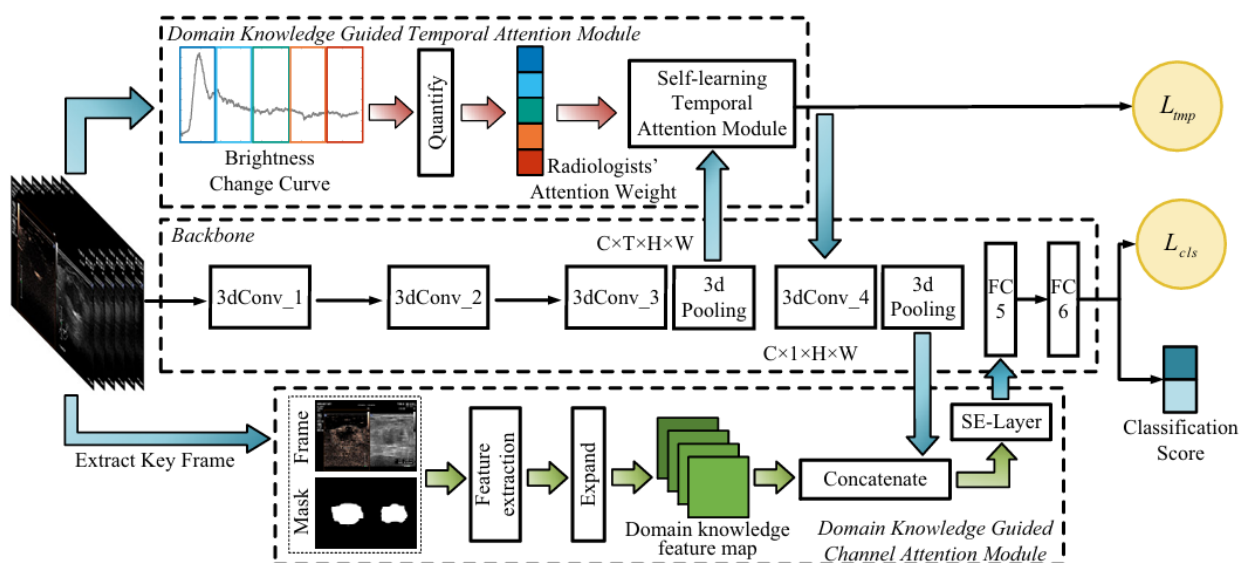 Domain Knowledge Guided Temporal Attention Module
Brightness
Change Curve
Quantify
Radiologists'
Attention Weight
Self-learning
Temporal
Attention Module
L_tmp
Backbone
C×T×H×W
3dConv_1
3dConv_2
3dConv_3
3d
Pooling
3dConv_4
3d
Pooling
C×1×H×W
FC
5
FC
6
L_cls
Classification
Score
Extract Key Frame
Frame
Mask
Feature
extraction
Expand
Domain knowledge
feature map
Concatenate
SE-Layer
Domain Knowledge Guided
Channel Attention Module